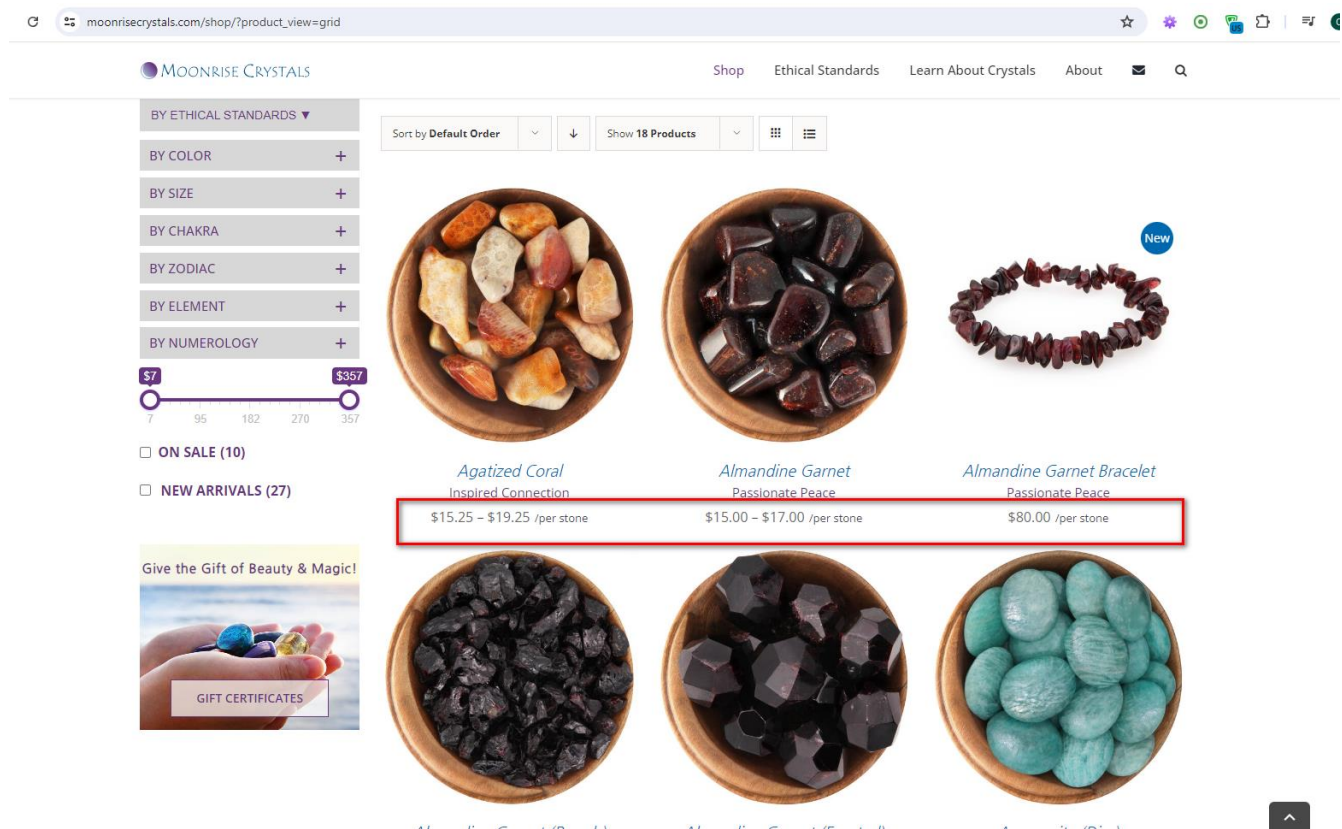 moonrisecrystals.com/shop/?product_view=grid
US
MOONRISE CRYSTALS
Shop
Ethical Standards
Learn About Crystals
About
BY ETHICAL STANDARDS ▼
BY COLOR +
BY SIZE +
BY CHAKRA +
BY ZODIAC +
BY ELEMENT +
BY NUMEROLOGY +
$7 $357
7 95 182 270 357
ON SALE (10)
NEW ARRIVALS (27)
Give the Gift of Beauty & Magic!
GIFT CERTIFICATES
Sort by Default Order
Show 18 Products
New
Agatized Coral
Inspired Connection
$15.25 – $19.25 /per stone
Almandine Garnet
Passionate Peace
$15.00 – $17.00 /per stone
Almandine Garnet Bracelet
Passionate Peace
$80.00 /per stone